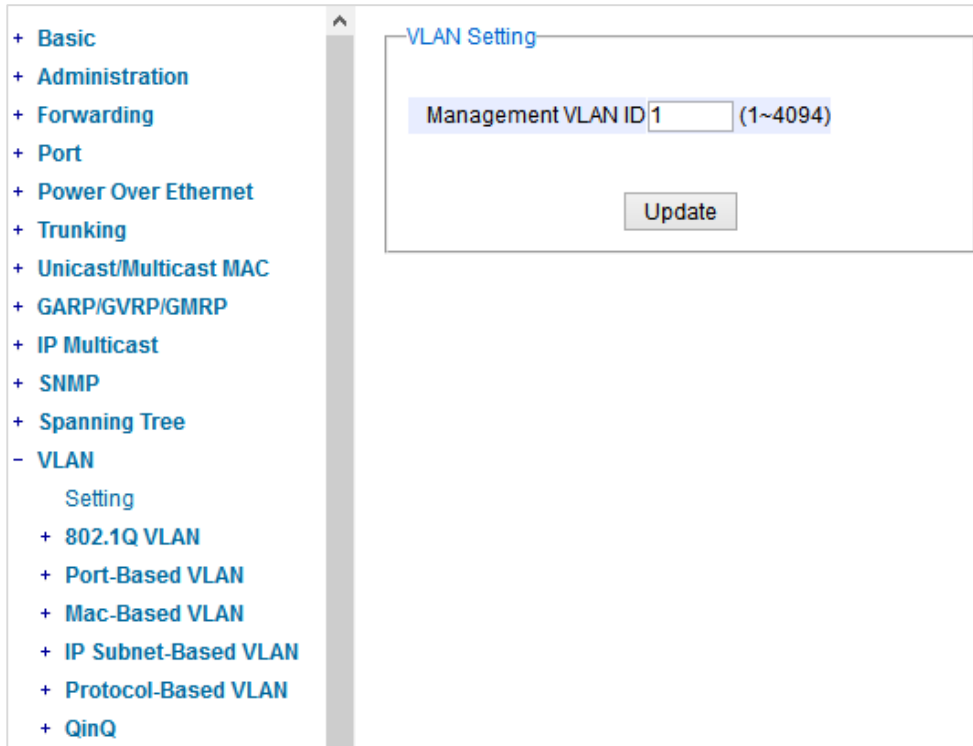 + Basic
+ Administration
+ Forwarding
+ Port
+ Power Over Ethernet
+ Trunking
+ Unicast/Multicast MAC
+ GARP/GVRP/GMRP
+ IP Multicast
+ SNMP
+ Spanning Tree
- VLAN
Setting
+ 802.1Q VLAN
+ Port-Based VLAN
+ Mac-Based VLAN
+ IP Subnet-Based VLAN
+ Protocol-Based VLAN
+ QinQ
VLAN Setting
Management VLAN ID 1 (1~4094)
Update